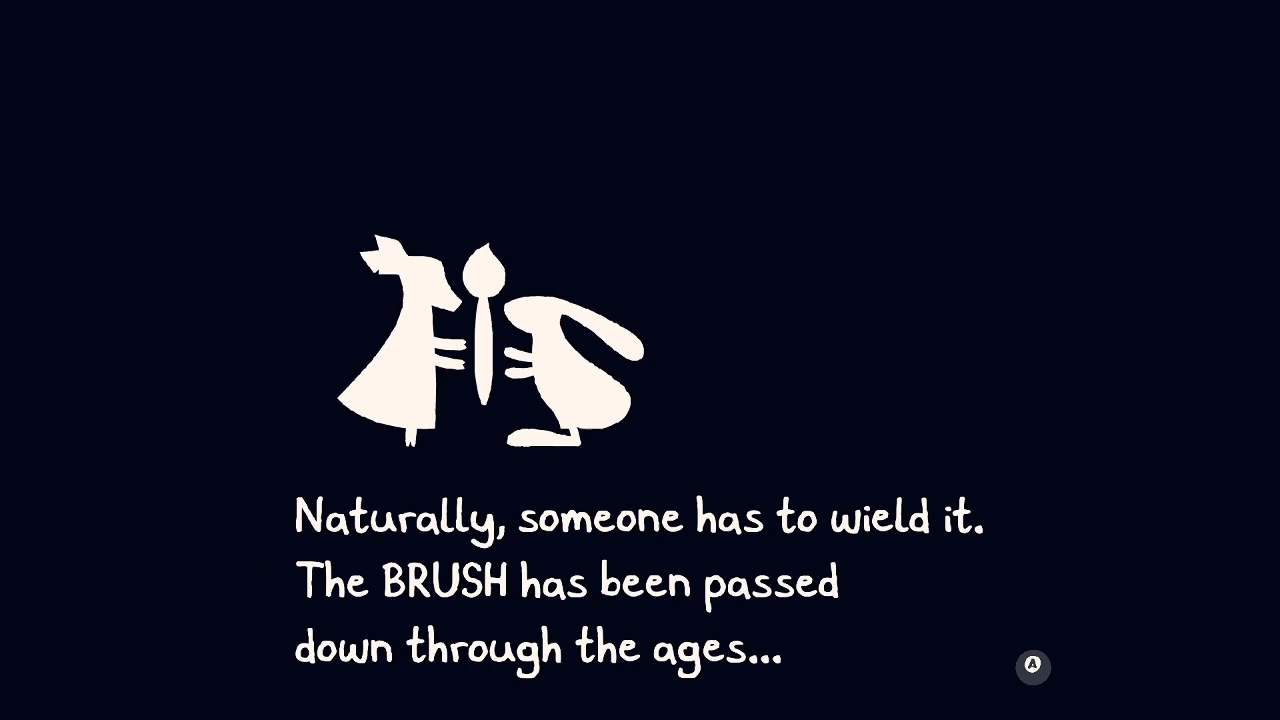 Naturally, someone has to wield it.
The BRUSH has been passed
down through the ages...
A